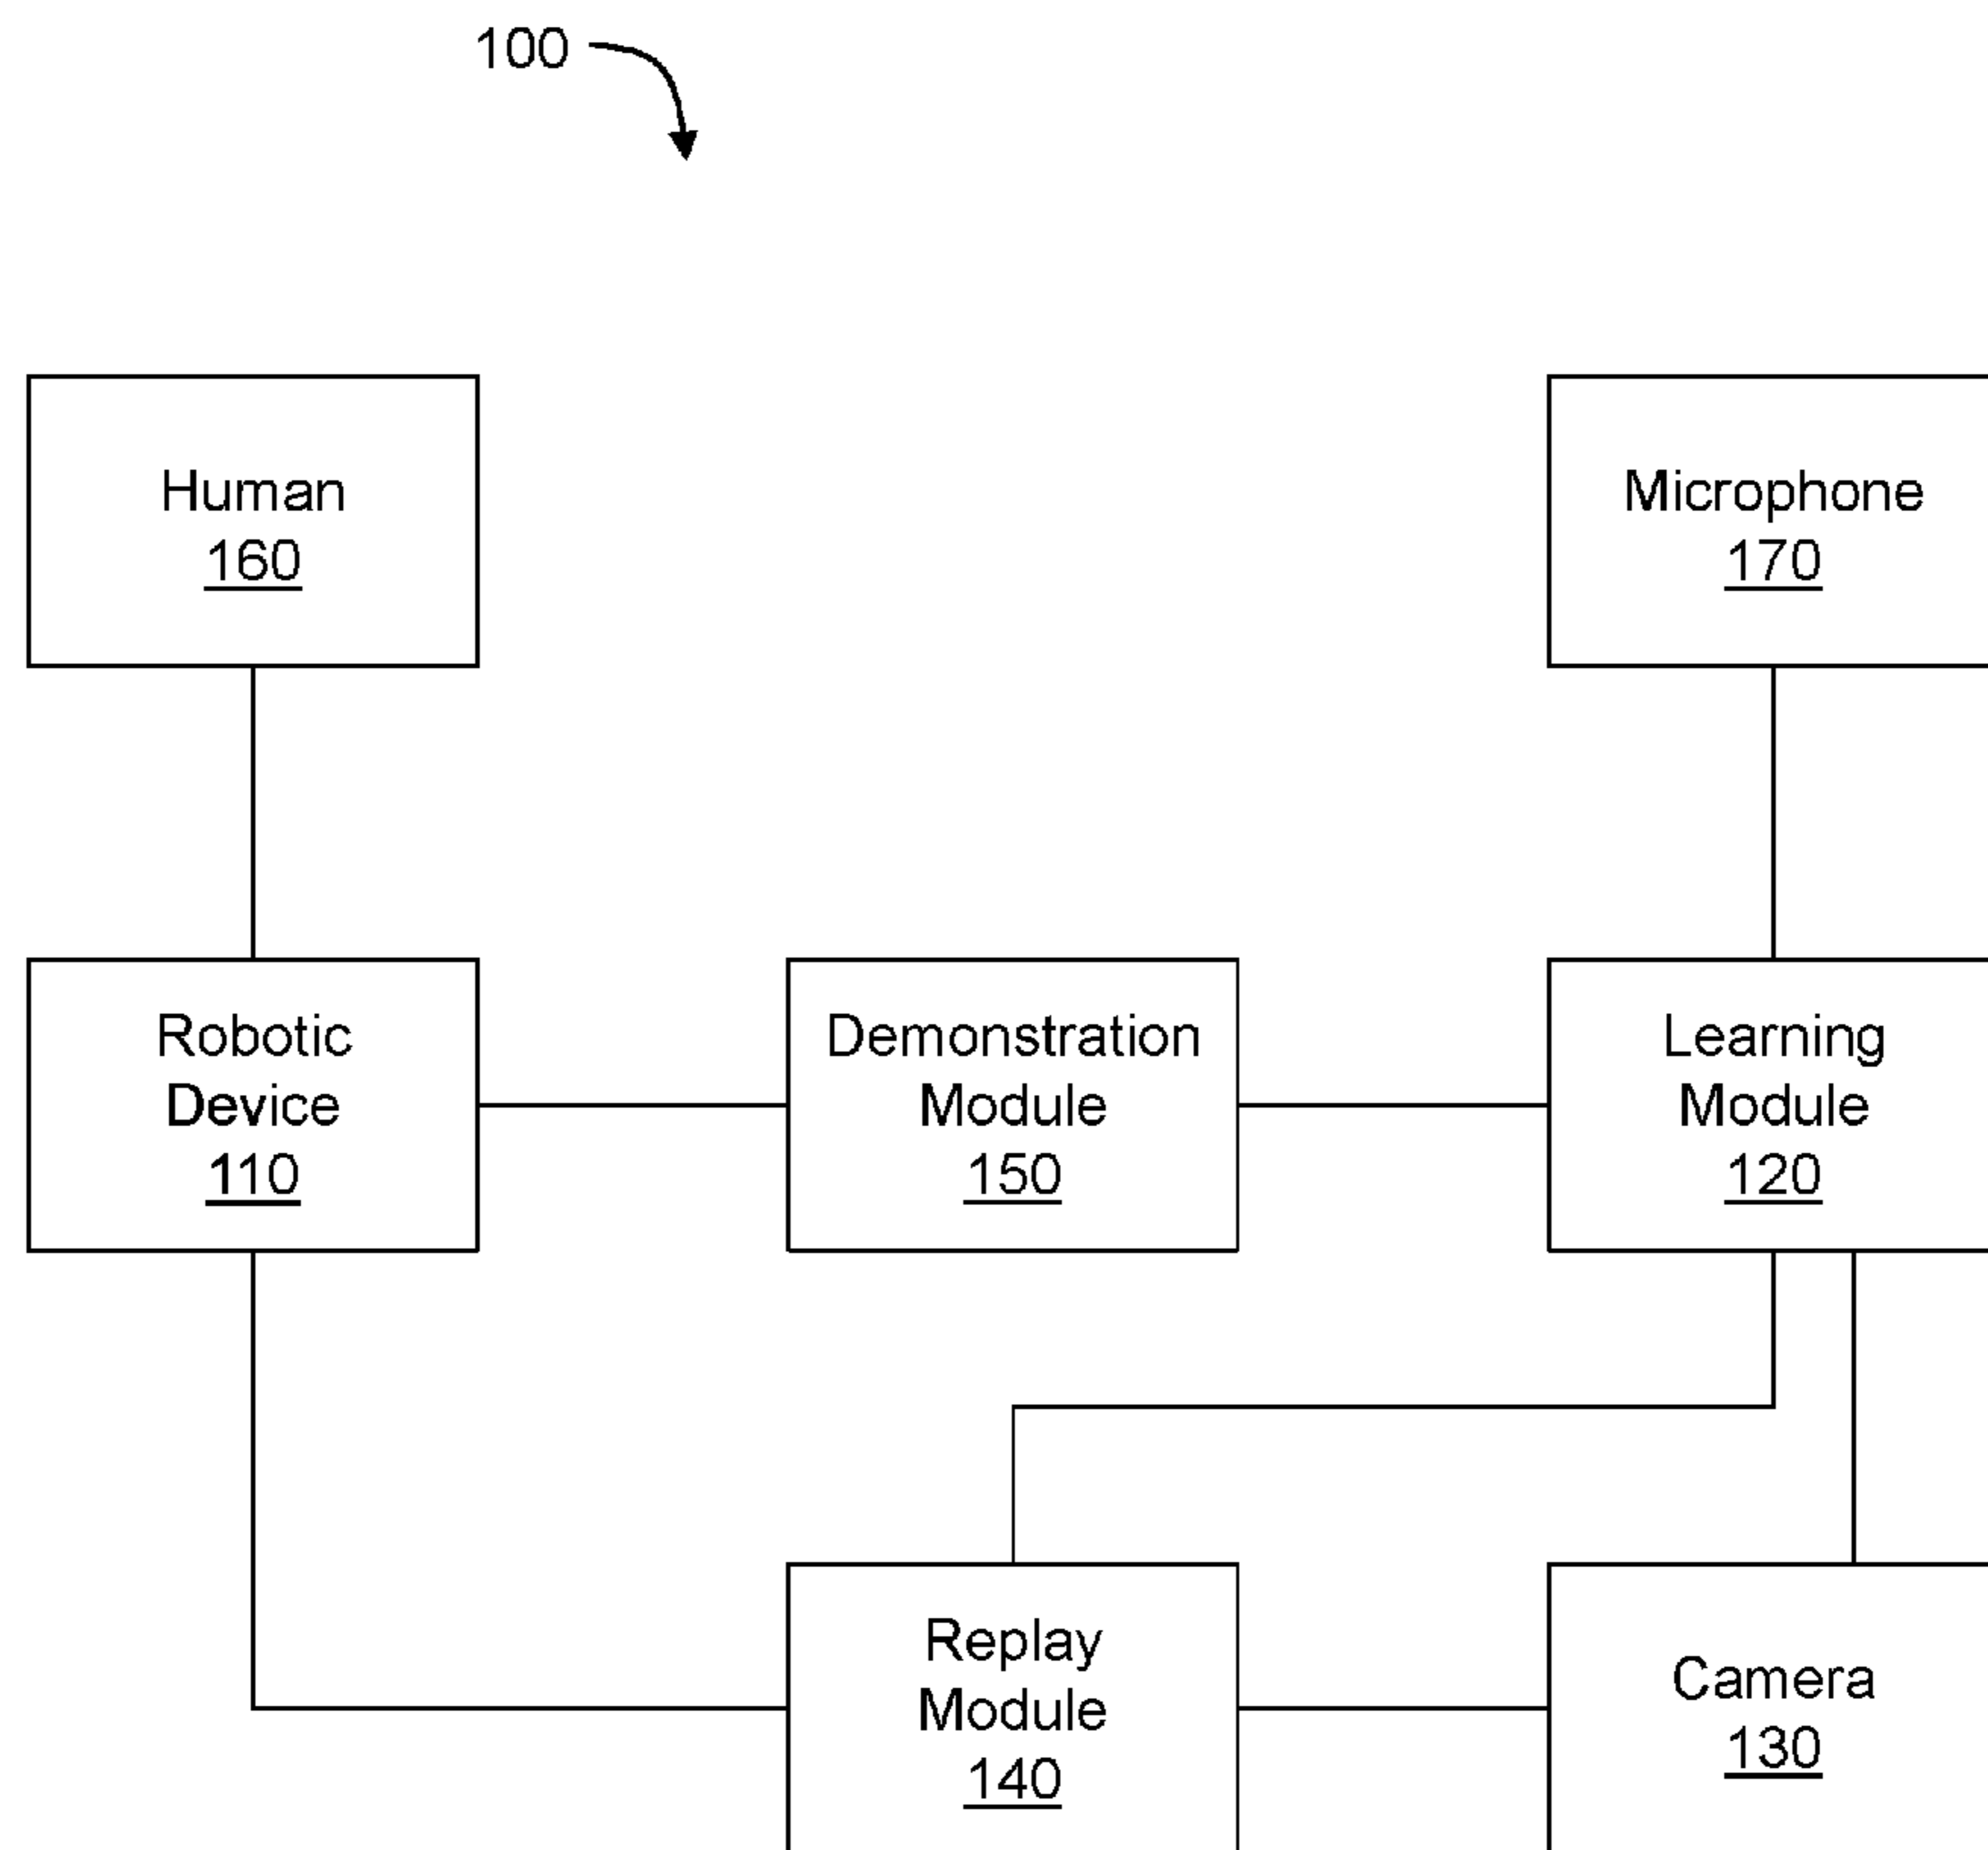 100
Human
160
Microphone
170
Robotic
Device
110
Demonstration
Module
150
Learning
Module
120
Replay
Module
140
Camera
130